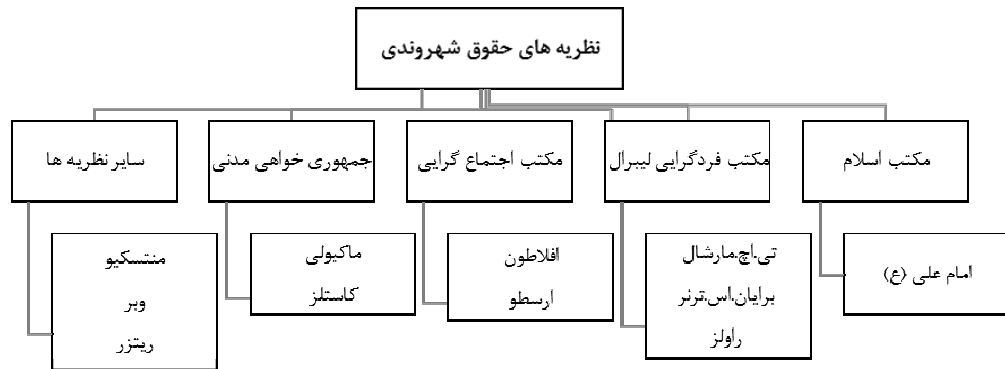 نظریه های حقوق شهروندی
مکتب اسلام
مکتب فردگرایی لیبرال
مکتب اجتماع گرایی
جمهوری خواهی مدنی
سایر نظریه ها
امام علی (ع)
تی.اچ.مارشال
برایان.اس.ترنر
راولز
افلاطون
ارسطو
ماکیولی
کاستلز
منتسکیو
وبر
ریتزر